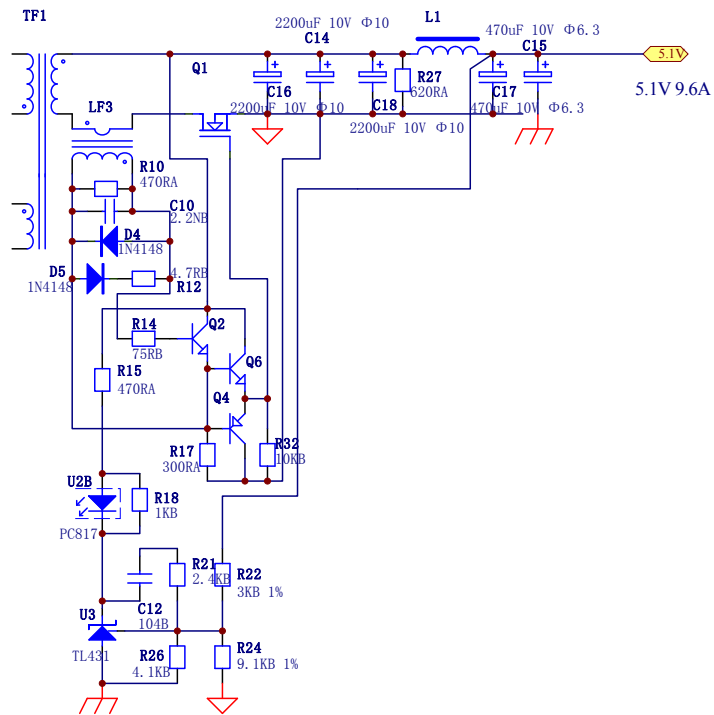 TF1
L1
2200uF 10V Φ10
C14
470uF 10V Φ6.3
C15
Q1
5.1V
R27
620RA
5.1V 9.6A
C16
C17
LF3
2200uF 10V Φ10
C18
470uF 10V Φ6.3
2200uF 10V Φ10
R10
470RA
C10
2.2NB
D4
1N4148
D5
4.7RB
1N4148
R12
R14
Q2
75RB
Q6
R15
470RA
Q4
R17
300RA
R32
10KB
U2B
R18
1KB
PC817
R21
2.4KB
R22
3KB 1%
U3
C12
104B
TL431
R26
4.1KB
R24
9.1KB 1%